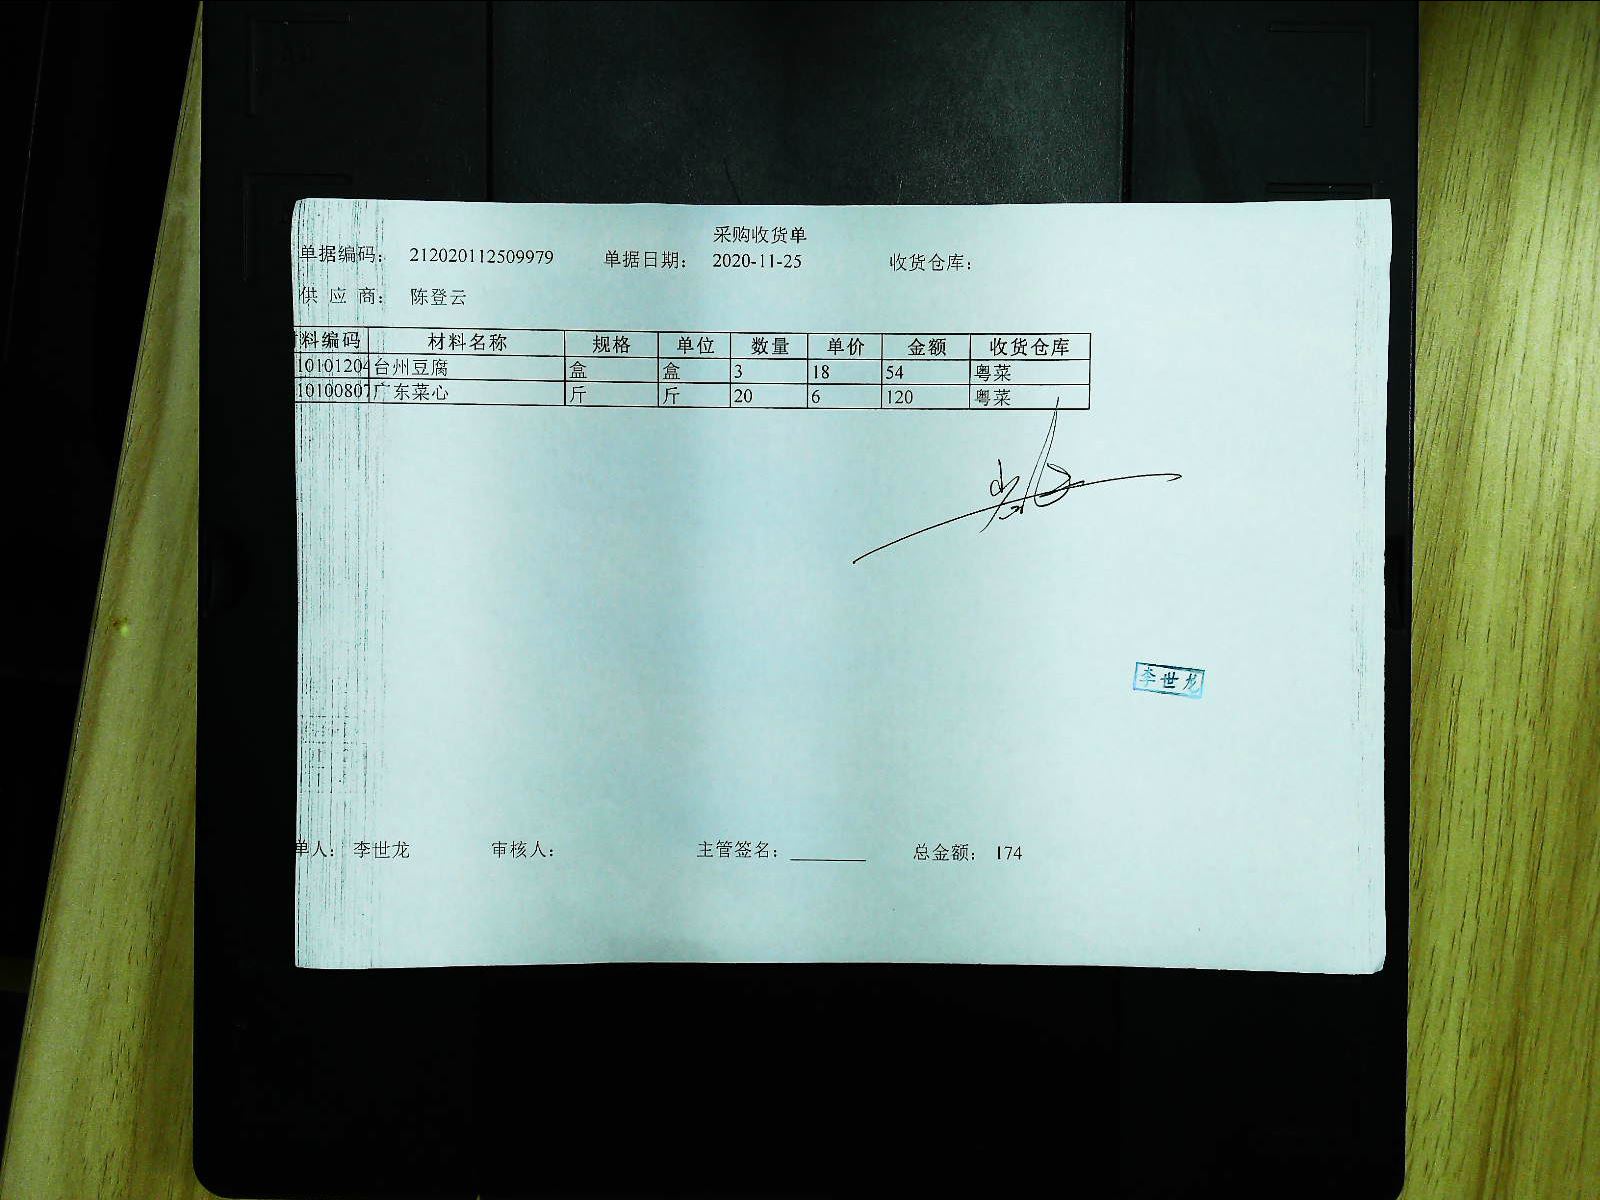 采购收货单
单据编码： 212020112509979 单据日期： 2020-11-25 收货仓库：
供 应 商： 陈登云
料编码 材料名称 规格 单位 数量 单价 金额 收货仓库
10101204 台州豆腐 盒 盒 3 18 54 粤菜
10100807 广东菜心 斤 斤 20 6 120 粤菜
李世龙
单人： 李世龙 审核人： 主管签名： ________ 总金额： 174